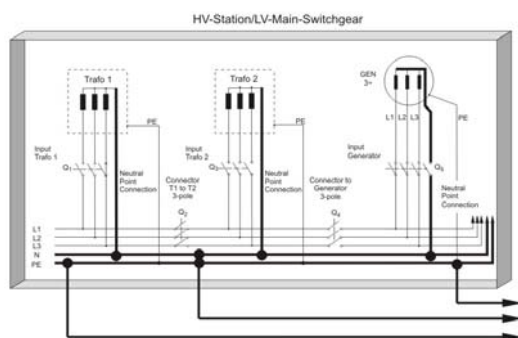 HV-Station/LV-Main-Switchgear
Trafo 1
PE
Input
Trafo 1
Q1
Neutral
Point
Connection
Connector
T1 to T2
3-pole
Q2
Trafo 2
PE
Input
Trafo 2
Q3
Neutral
Point
Connection
Connector to
Generator
3-pole
Q4
GEN
3~
L1 L2 L3
PE
Input
Generator
Q5
Neutral
Point
Connection
L1
L2
L3
N
PE